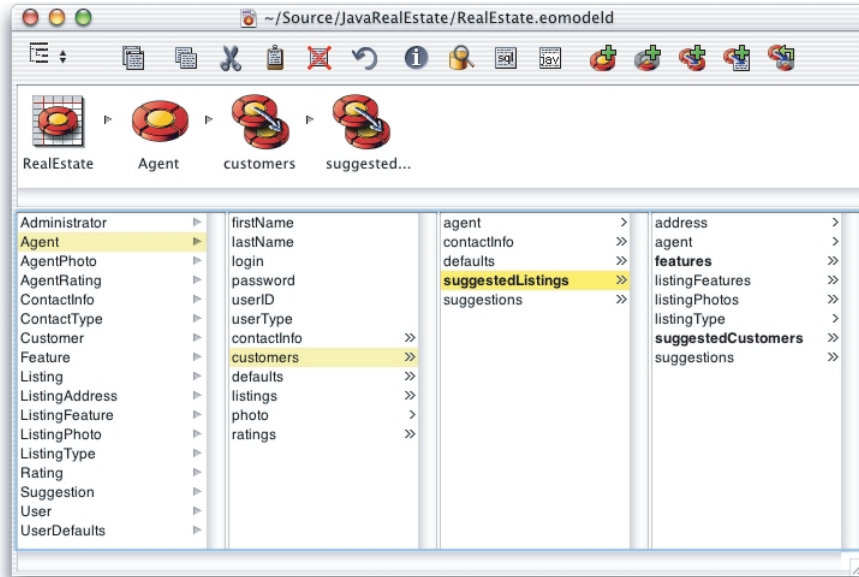 ~/Source/JavaRealEstate/RealEstate.eomodeld
sql
jav
RealEstate
Agent
customers
suggested...
Administrator
Agent
AgentPhoto
AgentRating
ContactInfo
ContactType
Customer
Feature
Listing
ListingAddress
ListingFeature
ListingPhoto
ListingType
Rating
Suggestion
User
UserDefaults
firstName
lastName
login
password
userID
userType
contactInfo »
customers »
defaults »
listings »
photo >
ratings »
agent >
contactInfo »
defaults »
suggestedListings »
suggestions »
address >
agent >
features »
listingFeatures »
listingPhotos »
listingType >
suggestedCustomers »
suggestions »